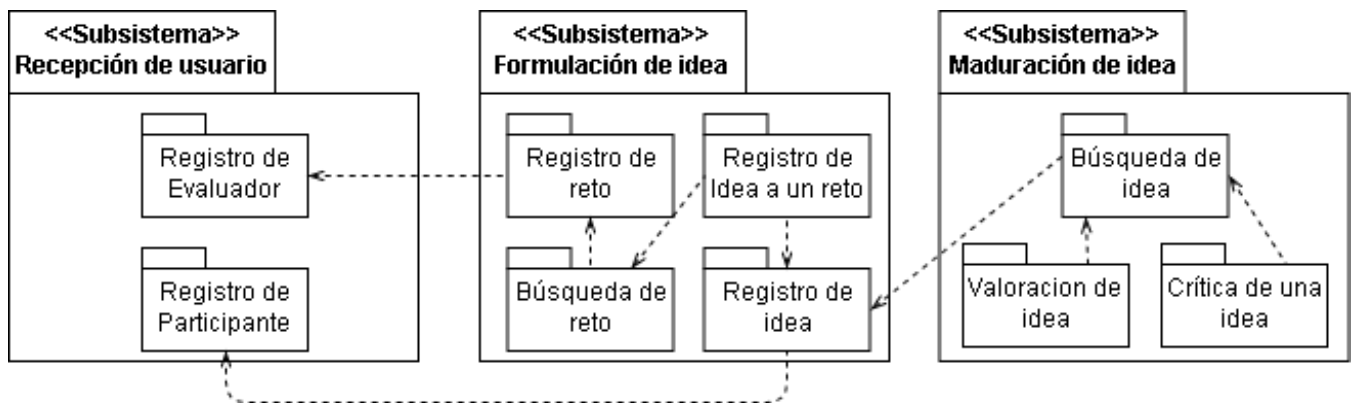 <<Subsistema>>
Recepción de usuario
Registro de
Evaluador
Registro de
Participante
<<Subsistema>>
Formulación de idea
Registro de
reto
Registro de
Idea a un reto
Búsqueda de
reto
Registro de
idea
<<Subsistema>>
Maduración de idea
Búsqueda de
idea
Valoracion de
idea
Crítica de una
idea